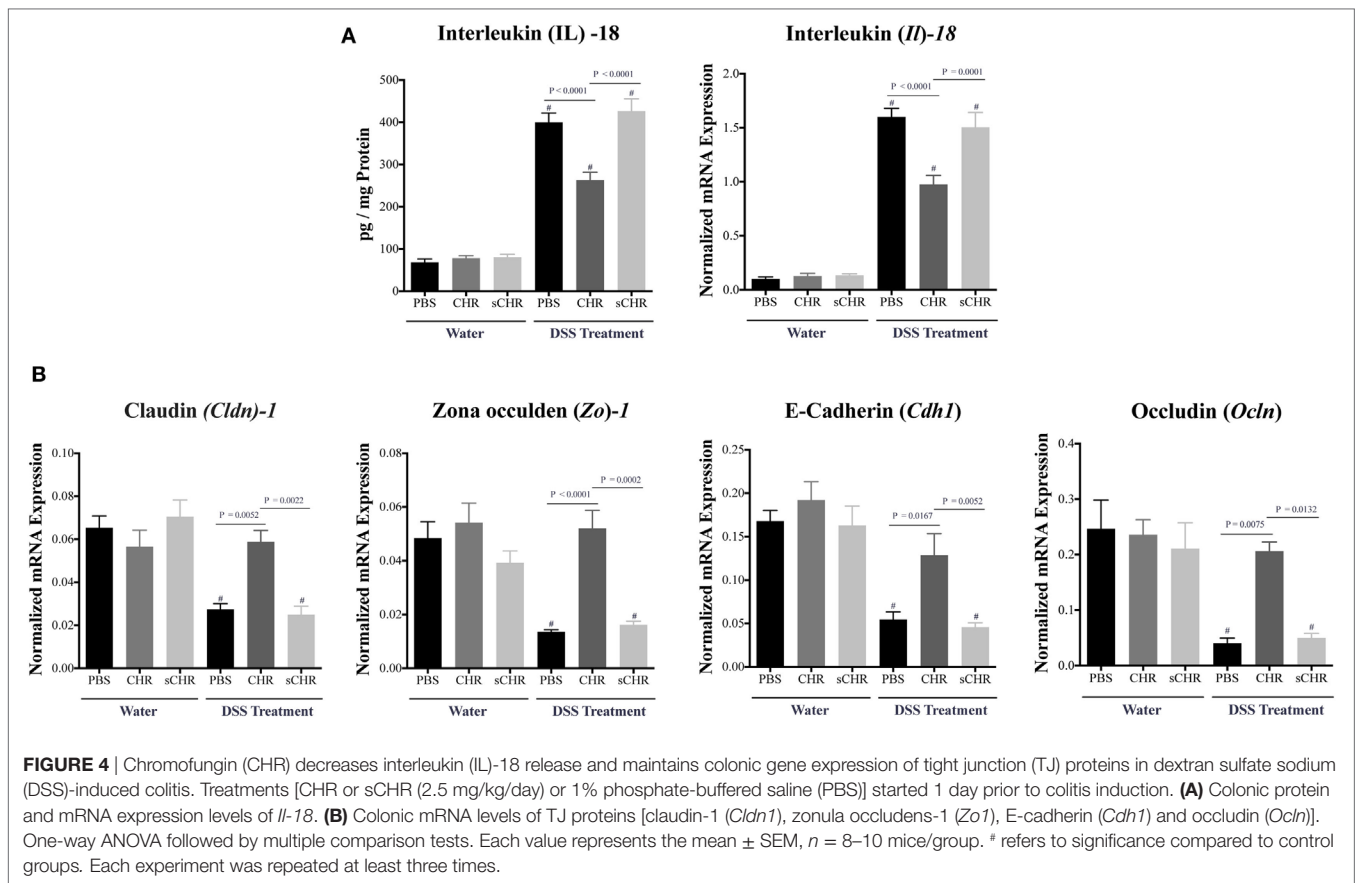 A
Interleukin (IL) -18
Interleukin (Il)-18
pg / mg Protein
500
400
300
200
100
0
P <0.0001
P < 0.0001
#
#
#
PBS
CHR
sCHR
PBS
CHR
sCHR
Water
DSS Treatment
Normalized mRNA Expression
2.0
1.5
1.0
0.5
0.0
P <0.0001
P = 0.0001
#
#
#
PBS
CHR
sCHR
PBS
CHR
sCHR
Water
DSS Treatment
B
Claudin (Cldn)-1
Normalized mRNA Expression
0.10
0.08
0.06
0.04
0.02
0.00
P = 0.0052
P = 0.0022
#
#
PBS
CHR
sCHR
PBS
CHR
sCHR
Water
DSS Treatment
Zona occulden (Zo)-1
Normalized mRNA Expression
0.08
0.06
0.04
0.02
0.00
P <0.0001
P = 0.0002
#
#
PBS
CHR
sCHR
PBS
CHR
sCHR
Water
DSS Treatment
E-Cadherin (Cdh1)
Normalized mRNA Expression
0.25
0.20
0.15
0.10
0.05
0.00
P = 0.0167
P = 0.0052
#
#
PBS
CHR
sCHR
PBS
CHR
sCHR
Water
DSS Treatment
Occludin (Ocln)
Normalized mRNA Expression
0.4
0.3
0.2
0.1
0.0
P = 0.0075
P = 0.0132
#
#
PBS
CHR
sCHR
PBS
CHR
sCHR
Water
DSS Treatment
FIGURE 4 | Chromofungin (CHR) decreases interleukin (IL)-18 release and maintains colonic gene expression of tight junction (TJ) proteins in dextran sulfate sodium
(DSS)-induced colitis. Treatments [CHR or sCHR (2.5 mg/kg/day) or 1% phosphate-buffered saline (PBS)] started 1 day prior to colitis induction. (A) Colonic protein
and mRNA expression levels of Il-18. (B) Colonic mRNA levels of TJ proteins [claudin-1 (Cldn1), zonula occludens-1 (Zo1), E-cadherin (Cdh1) and occludin (Ocln)].
One-way ANOVA followed by multiple comparison tests. Each value represents the mean ± SEM, n = 8–10 mice/group. # refers to significance compared to control
groups. Each experiment was repeated at least three times.